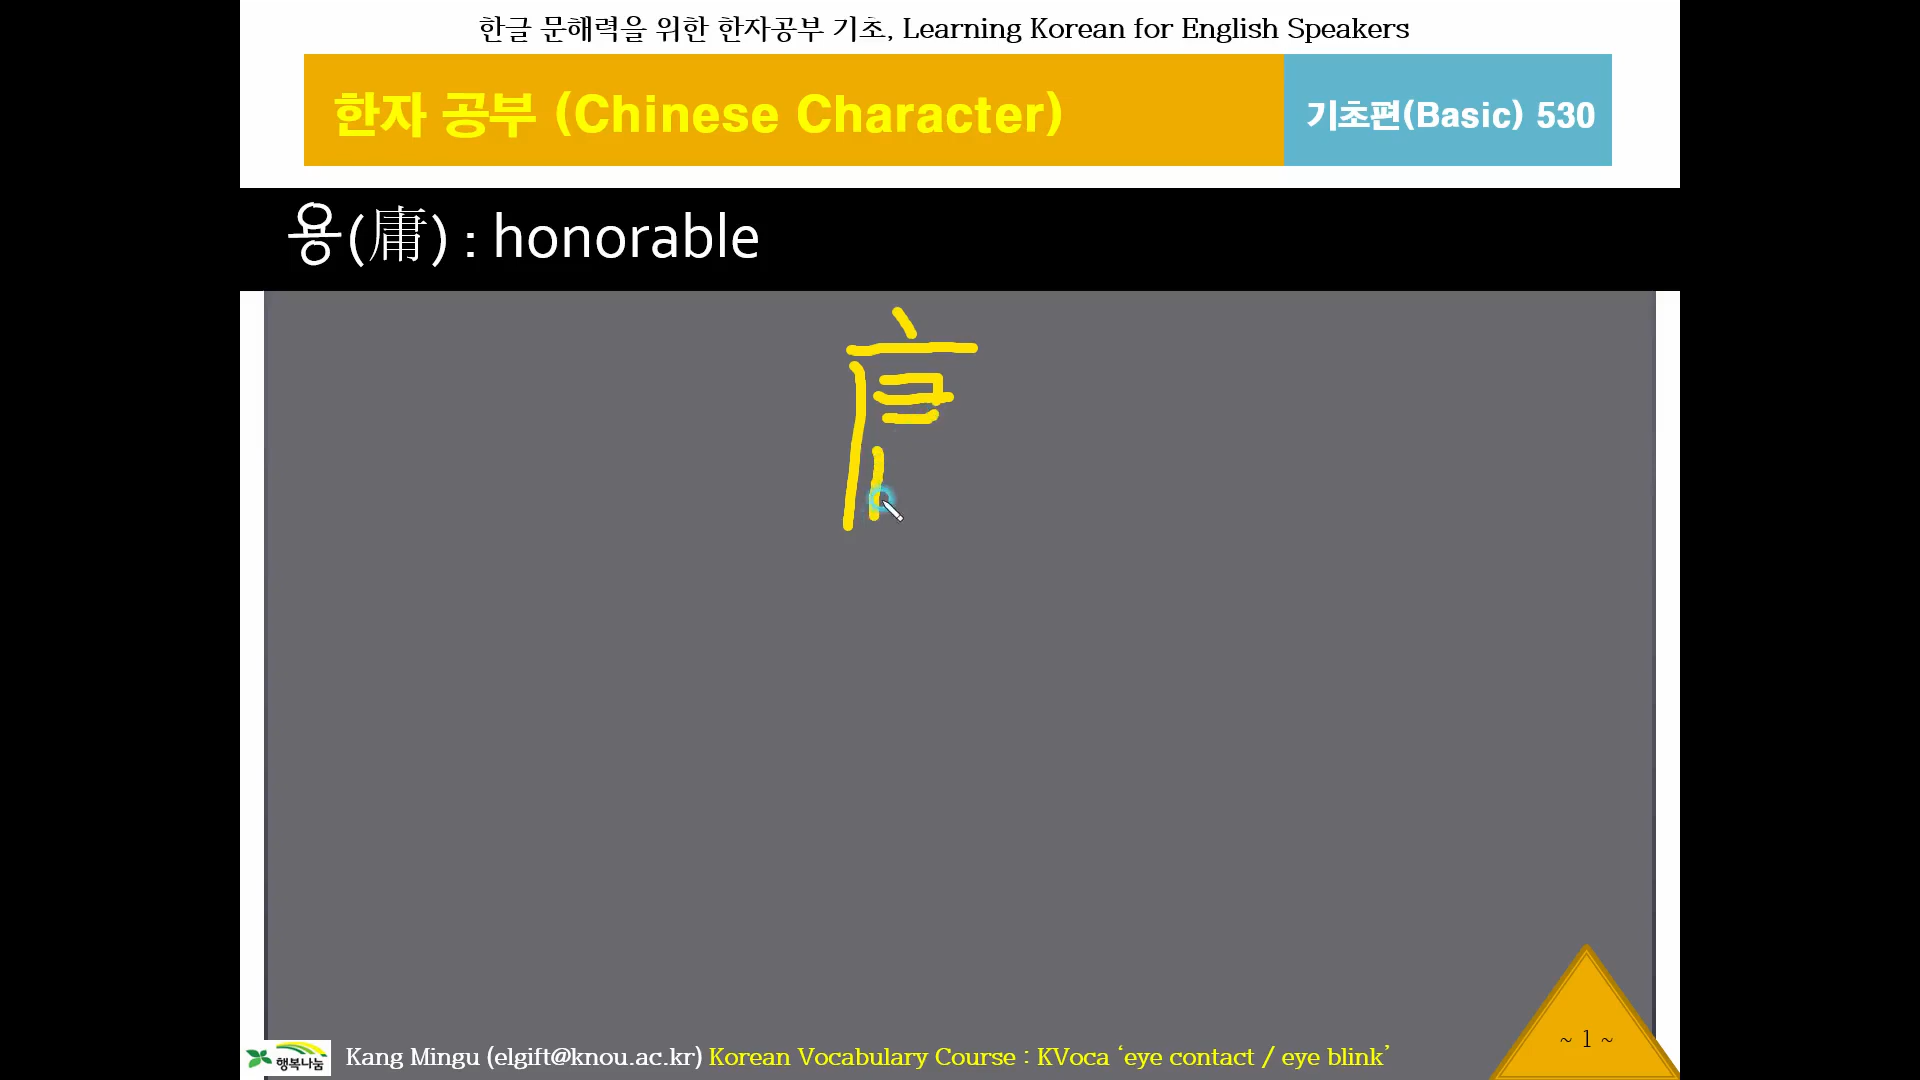 한글 문해력을 위한 한자공부 기초, Learning Korean for English Speakers
한자 공부 (Chinese Character)
기초편(Basic) 530
용(庸) : honorable
~ 1 ~
행복나눔
Kang Mingu (elgift@knou.ac.kr) Korean Vocabulary Course : KVoca ‘eye contact / eye blink’